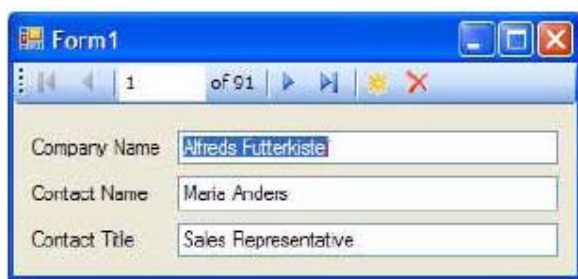 Form1
1 of 91
Company Name Alfreds Futterkiste
Contact Name Maria Anders
Contact Title Sales Representative